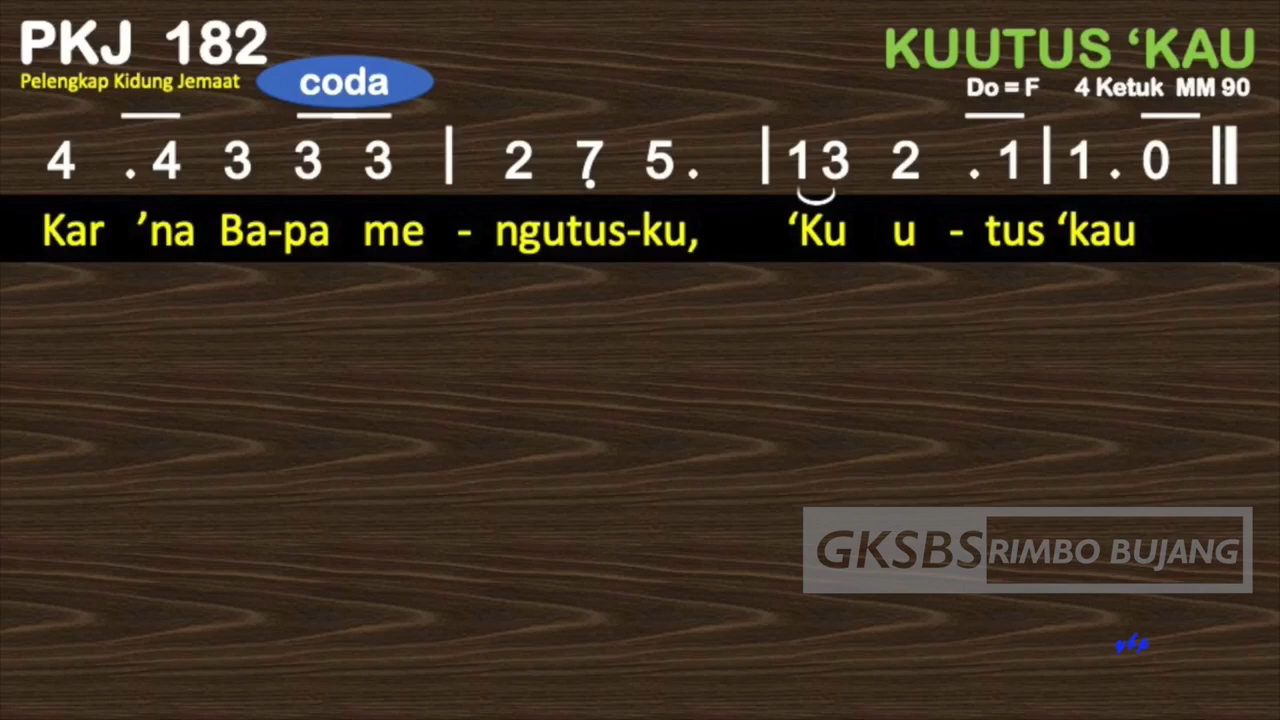 PKJ 182
KUUTUS ‘KAU
Pelengkap Kidung Jemaat
coda
Do = F 4 Ketuk MM 90
4 . 4 3 3 3 | 2 7 5 . | 1 3 2 . 1 | 1 . 0 ||
Kar ’na Ba-pa me - ngutus-ku, ‘Ku u - tus ‘kau
GKSBS RIMBO BUJANG